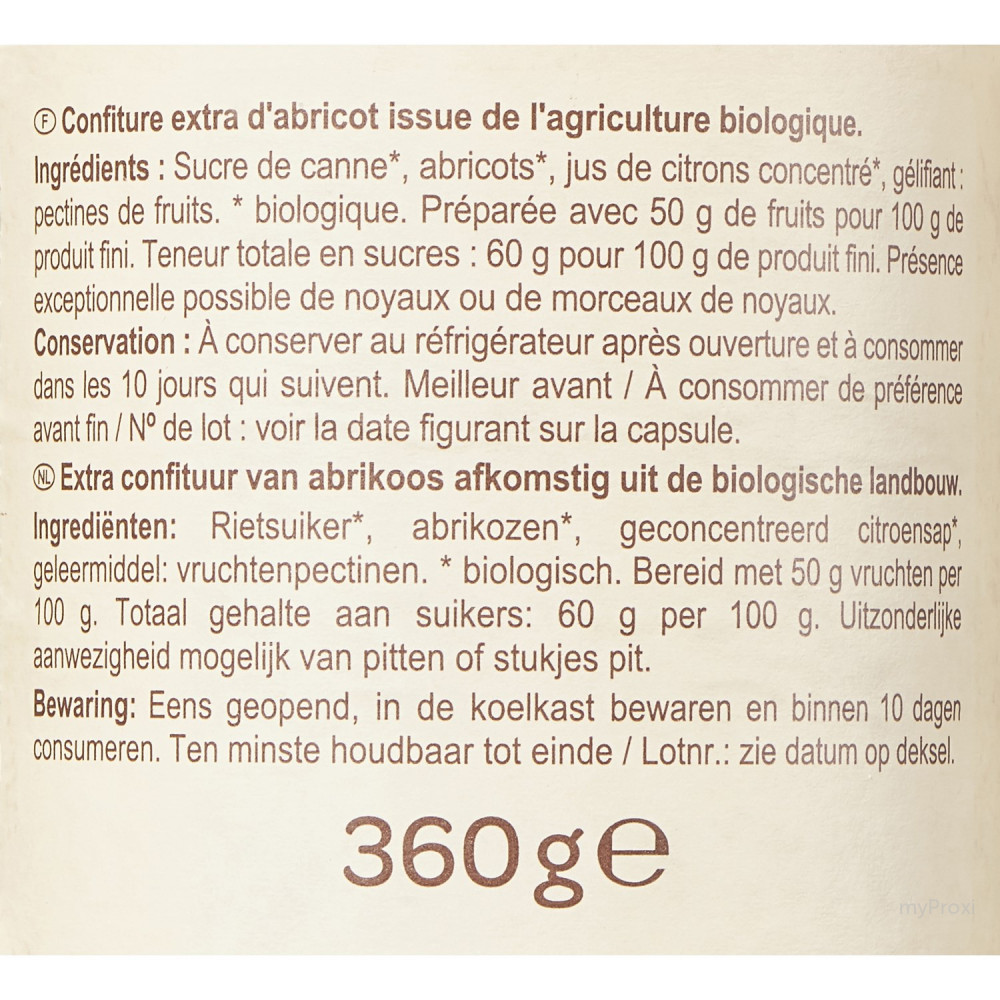 Ⓕ Confiture extra d'abricot issue de l'agriculture biologique.
Ingrédients : Sucre de canne*, abricots*, jus de citrons concentré*, gélifiant :
pectines de fruits. * biologique. Préparée avec 50 g de fruits pour 100 g de
produit fini. Teneur totale en sucres : 60 g pour 100 g de produit fini. Présence
exceptionnelle possible de noyaux ou de morceaux de noyaux.
Conservation : À conserver au réfrigérateur après ouverture et à consommer
dans les 10 jours qui suivent. Meilleur avant / À consommer de préférence
avant fin / Nº de lot : voir la date figurant sur la capsule.
NL Extra confituur van abrikoos afkomstig uit de biologische landbouw.
Ingrediënten: Rietsuiker*, abrikozen*, geconcentreerd citroensap*,
geleermiddel: vruchtenpectinen. * biologisch. Bereid met 50 g vruchten per
100 g. Totaal gehalte aan suikers: 60 g per 100 g. Uitzonderlijke
aanwezigheid mogelijk van pitten of stukjes pit.
Bewaring: Eens geopend, in de koelkast bewaren en binnen 10 dagen
consumeren. Ten minste houdbaar tot einde / Lotnr.: zie datum op deksel.
360 g ℮
myProxi